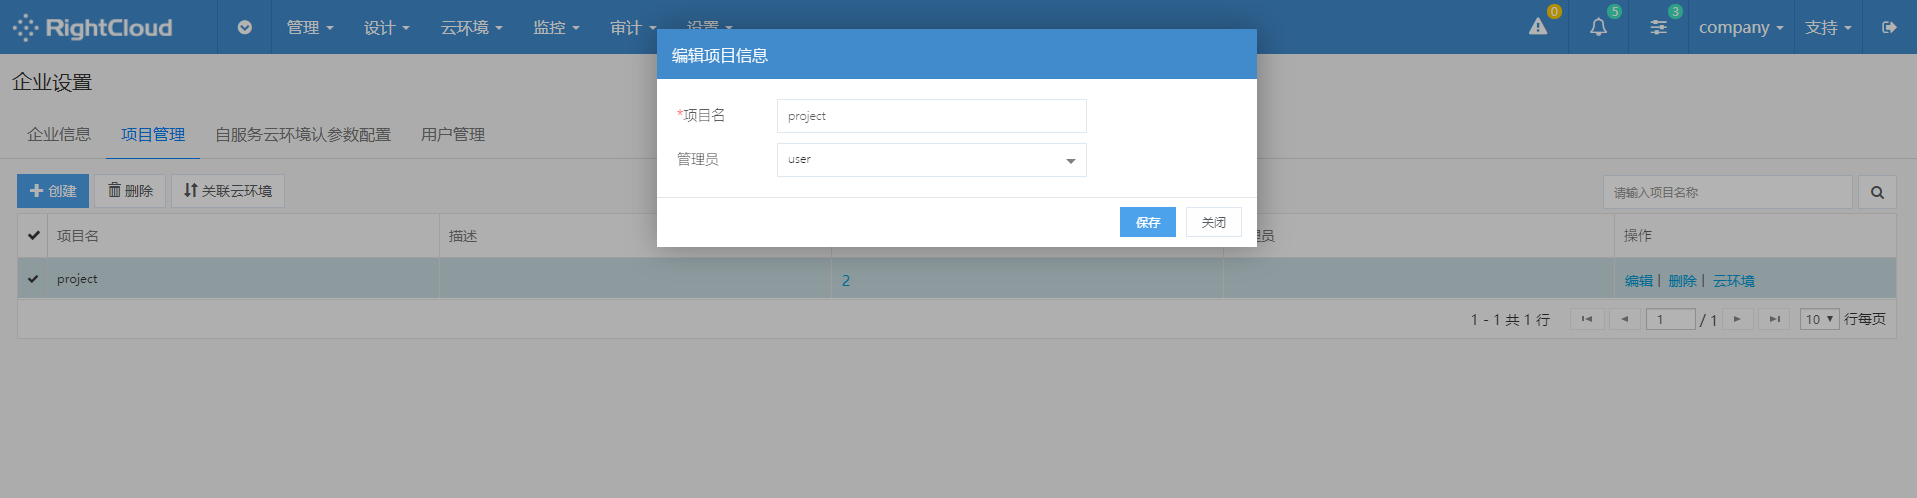 RightCloud 管理 设计 云环境 监控 审计 设置 0 5 3 company 支持
编辑项目信息
企业设置
*项目名 project
企业信息 项目管理 自服务云环境认参数配置 用户管理
管理员 user
创建 删除 关联云环境 请输入项目名称
保存 关闭
项目名 描述 员 操作
project 2 编辑 | 删除 | 云环境
1 - 1 共 1 行 1 / 1 10 行每页